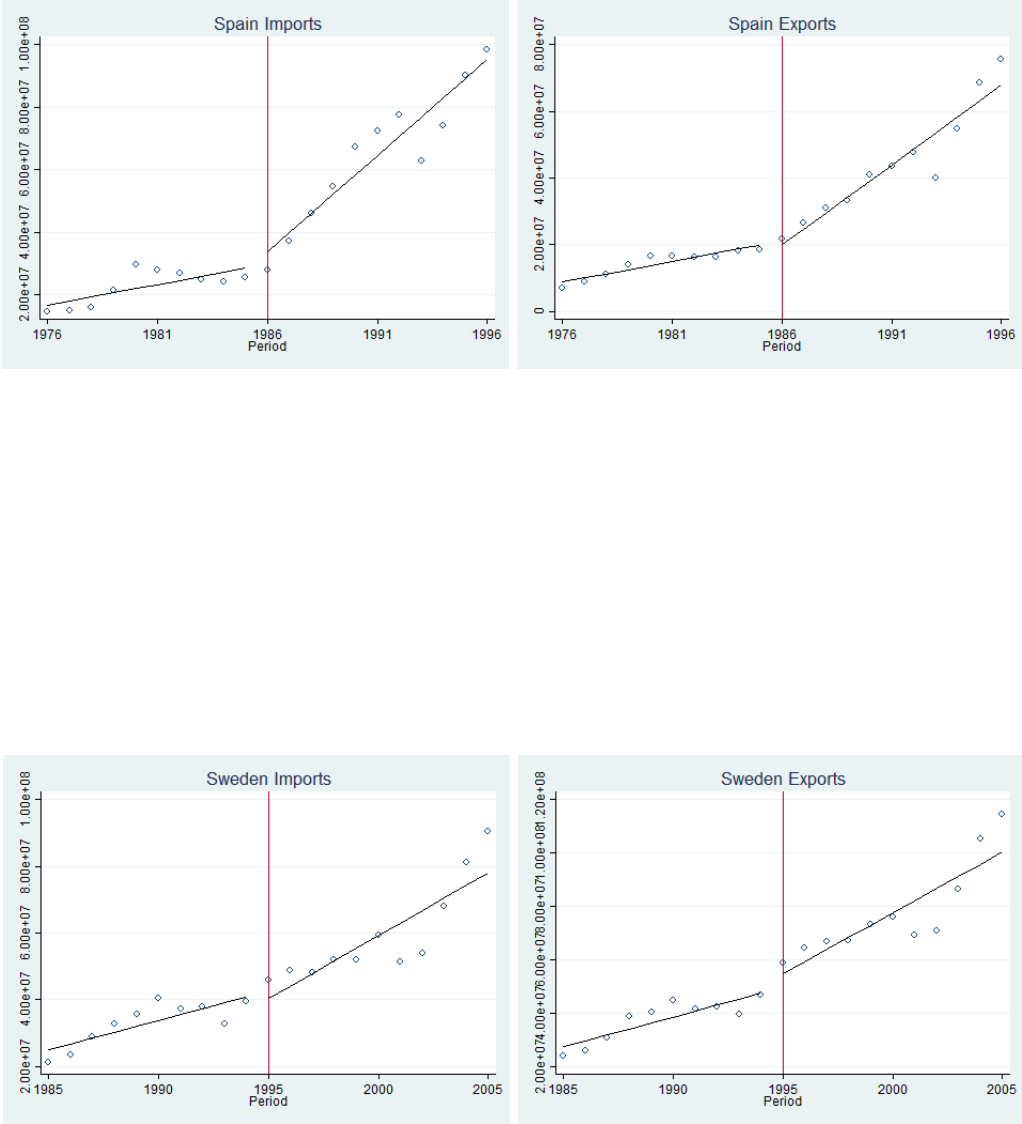 Spain Imports
1.00e+08
8.00e+07
6.00e+07
4.00e+07
2.00e+07
1976 1981 1986 1991 1996
Period
Spain Exports
8.00e+07
6.00e+07
4.00e+07
2.00e+07
0
1976 1981 1986 1991 1996
Period
Sweden Imports
1.00e+08
8.00e+07
6.00e+07
4.00e+07
2.00e+07
1985 1990 1995 2000 2005
Period
Sweden Exports
1.20e+08
1.00e+08
8.00e+07
6.00e+07
4.00e+07
2.00e+07
1985 1990 1995 2000 2005
Period